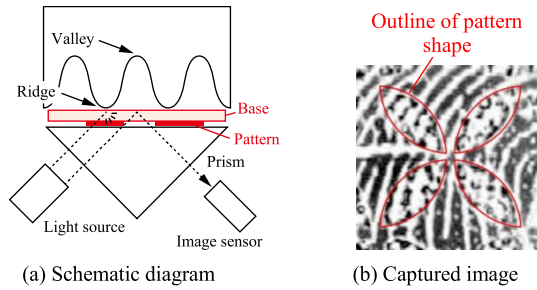 Valley
Ridge
Base
Pattern
Prism
Light source
Image sensor
(a) Schematic diagram
Outline of pattern
shape
(b) Captured image